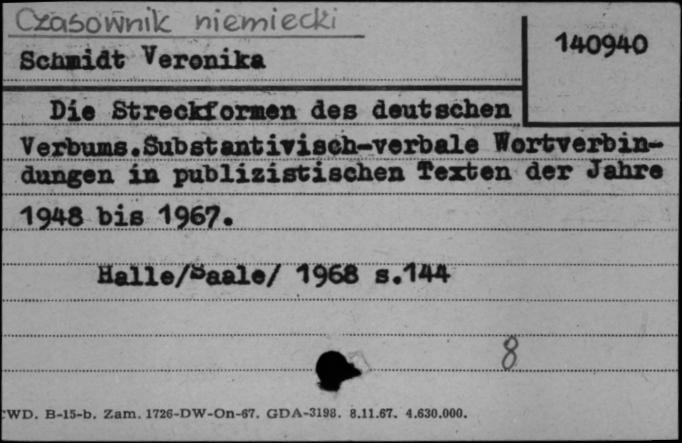 Czasownik niemiecki
140940
Schmidt Veronika
Die Streckformen des deutschen
Verbums.Substantivisch-verbale Wortverbin-
dungen in publizistischen Texten der Jahre
1948 bis 1967.
Halle/Saale/ 1968 s.144
8
WD. B-15-b. Zam. 1726-DW-On-67. GDA-3198. 8.11.67. 4.630.000.